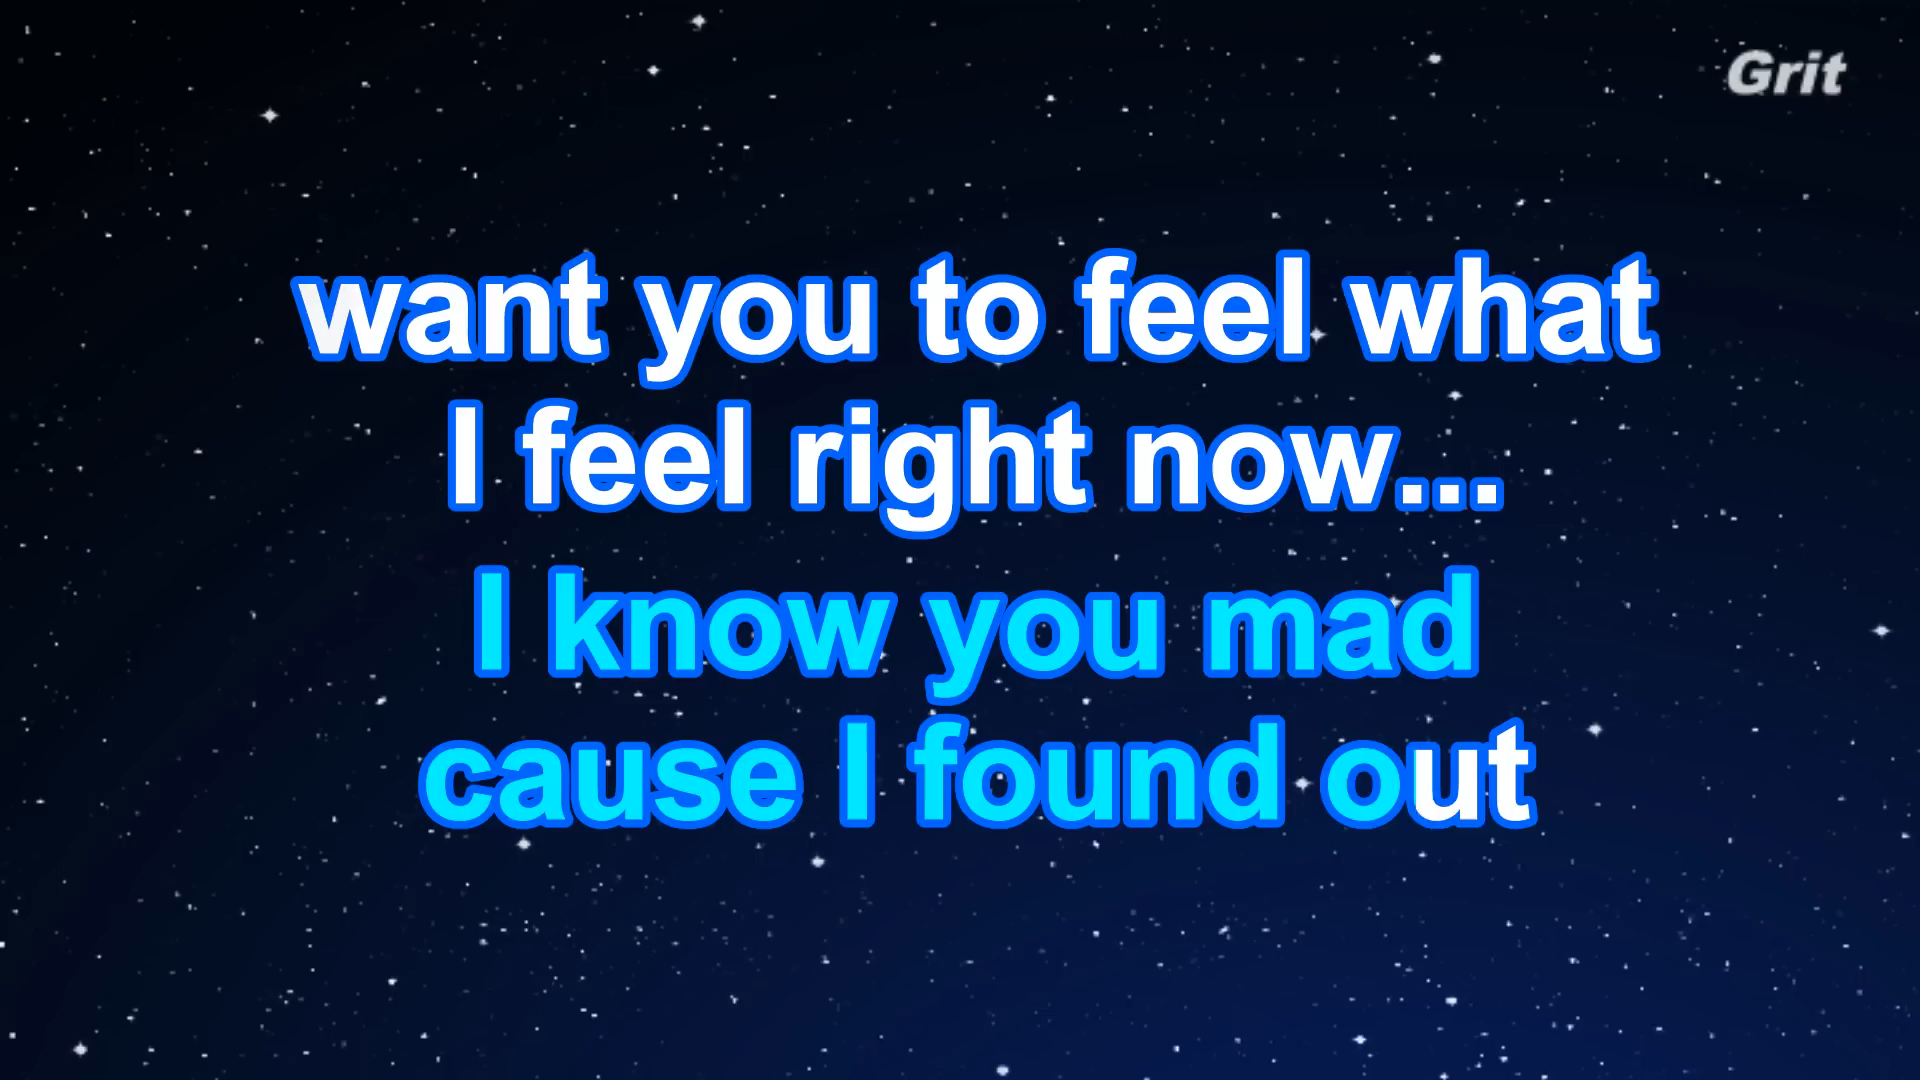 Grit
want you to feel what
I feel right now...
I know you mad
cause I found out